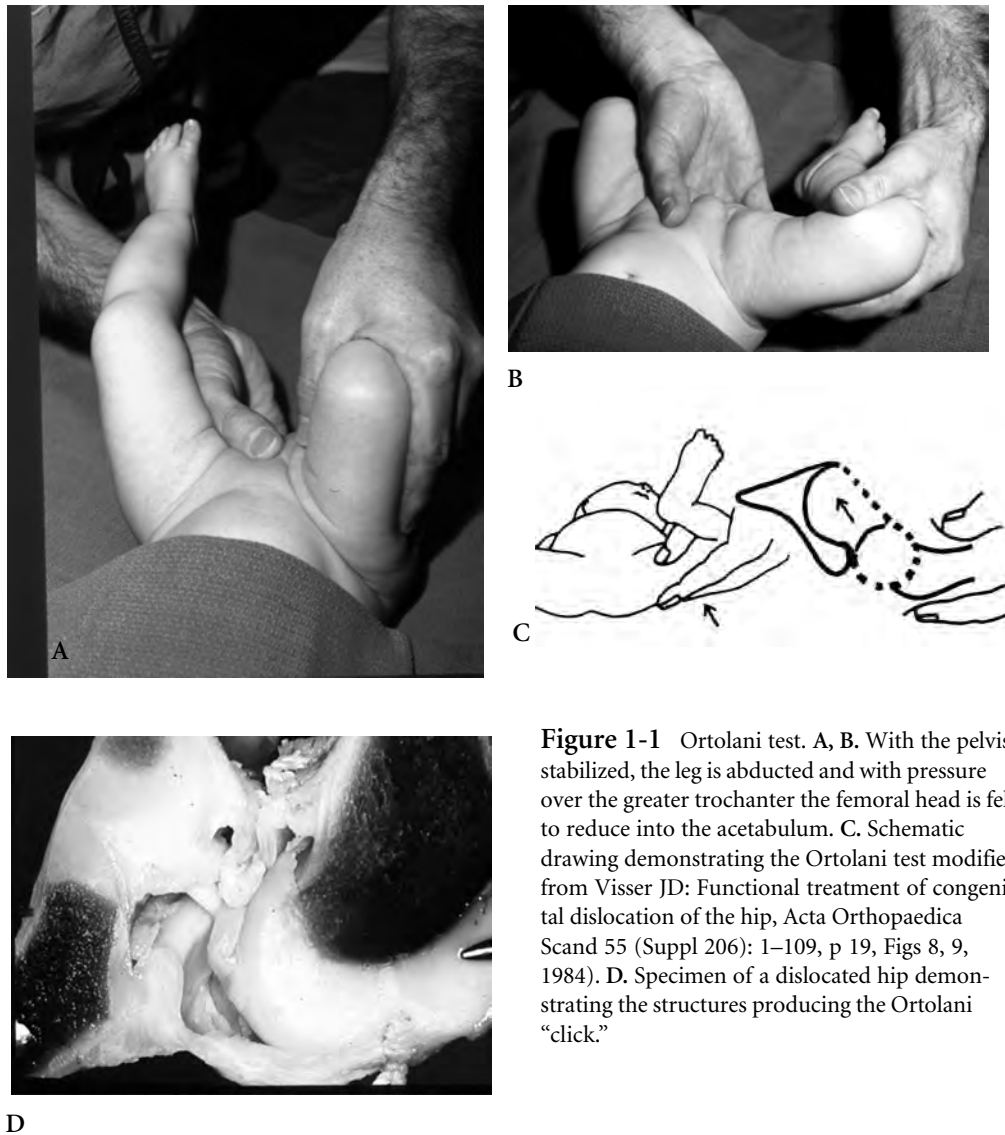 A
B
C
D
Figure 1-1 Ortolani test. A, B. With the
stabilized, the leg is abducted and with pressure
over the greater trochanter the femoral head is
to reduce into the acetabulum. C. Schematic
drawing demonstrating the Ortolani test
from Visser JD: Functional treatment of congeni-
tal dislocation of the hip, Acta Orthopaedica
Scand 55 (Suppl 206): 1–109, p 19, Figs 8, 9,
1984). D. Specimen of a dislocated hip demon-
strating the structures producing the Ortolani
“click.”